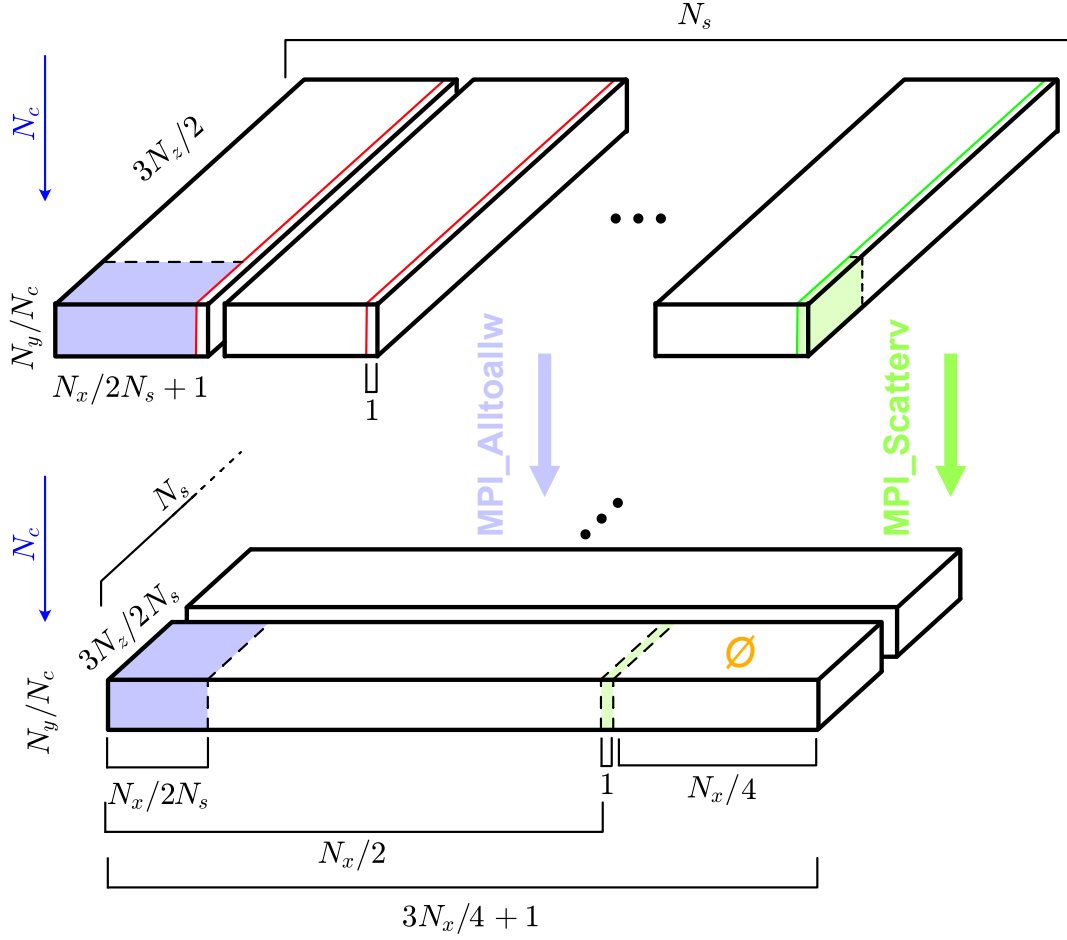 N_s
N_c
3N_z/2
N_y/N_c
N_x/2N_s + 1
1
MPI_Alltoallw
MPI_Scatterv
N_s
N_c
3N_z/2N_s
∅
N_y/N_c
N_x/2N_s
1
N_x/4
N_x/2
3N_x/4 + 1